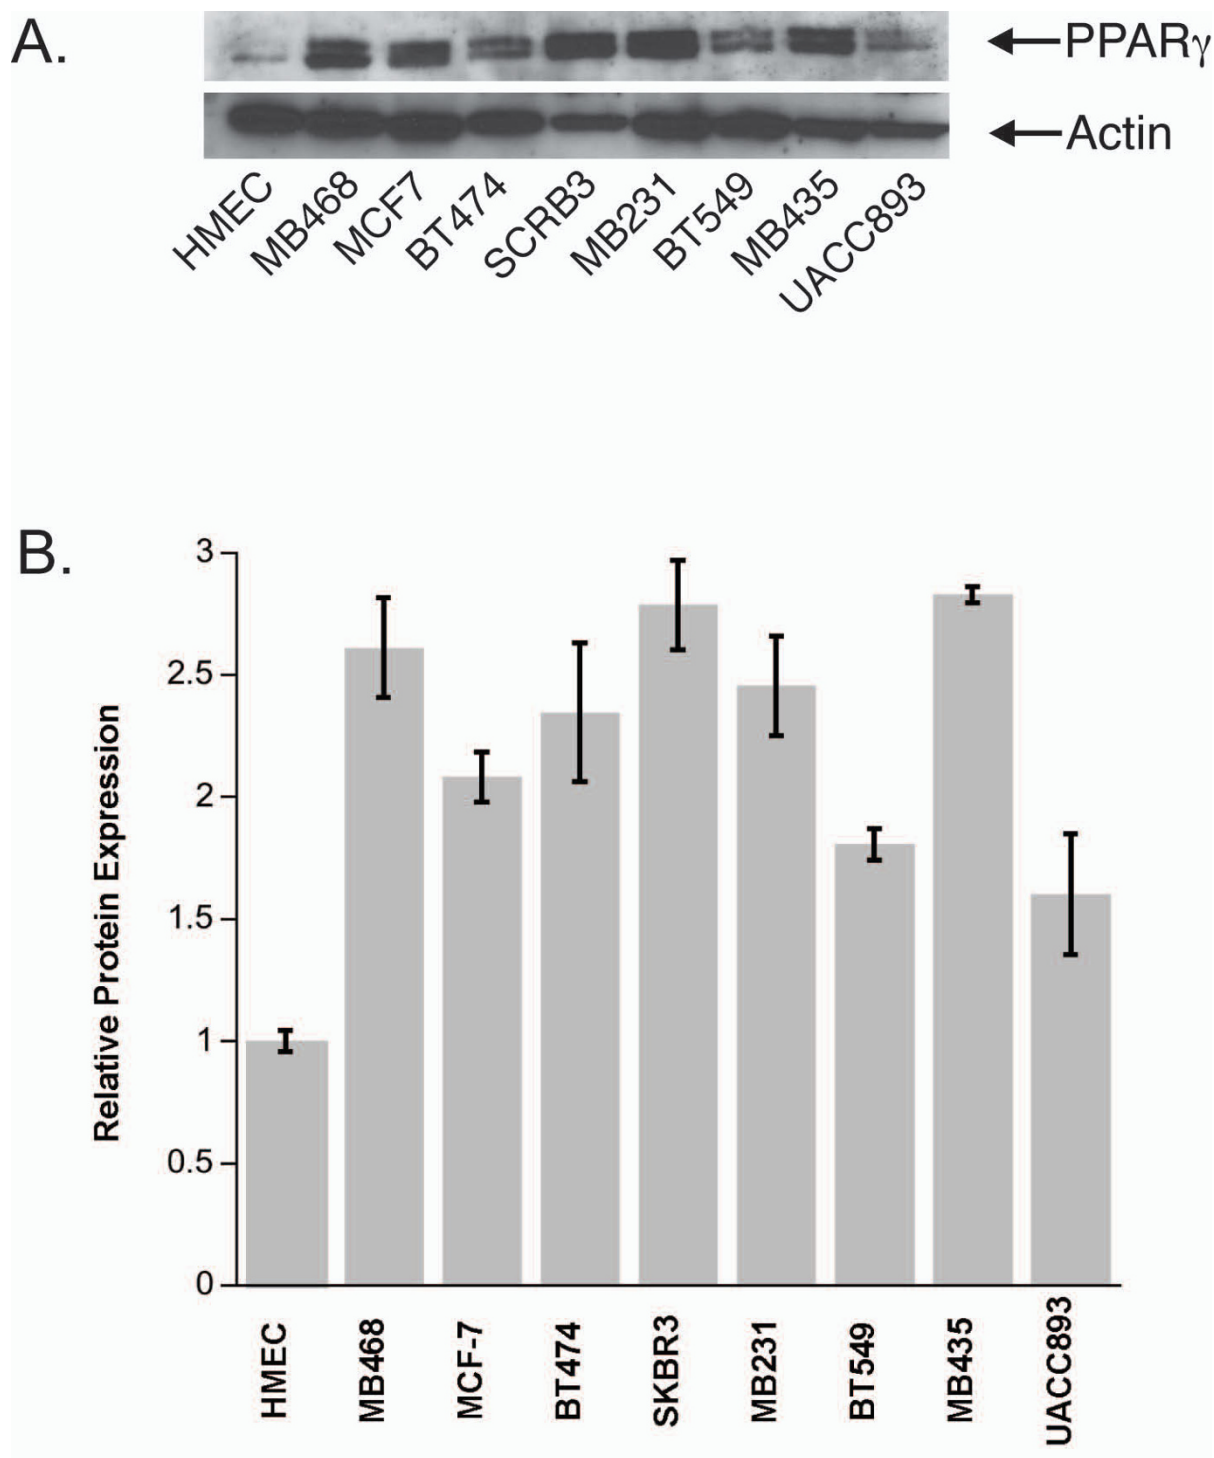 A.
PPARγ
Actin
HMEC
MB468
MCF7
BT474
SCRB3
MB231
BT549
MB435
UACC893
B.
Relative Protein Expression
3
2.5
2
1.5
1
0.5
0
HMEC
MB468
MCF-7
BT474
SKBR3
MB231
BT549
MB435
UACC893